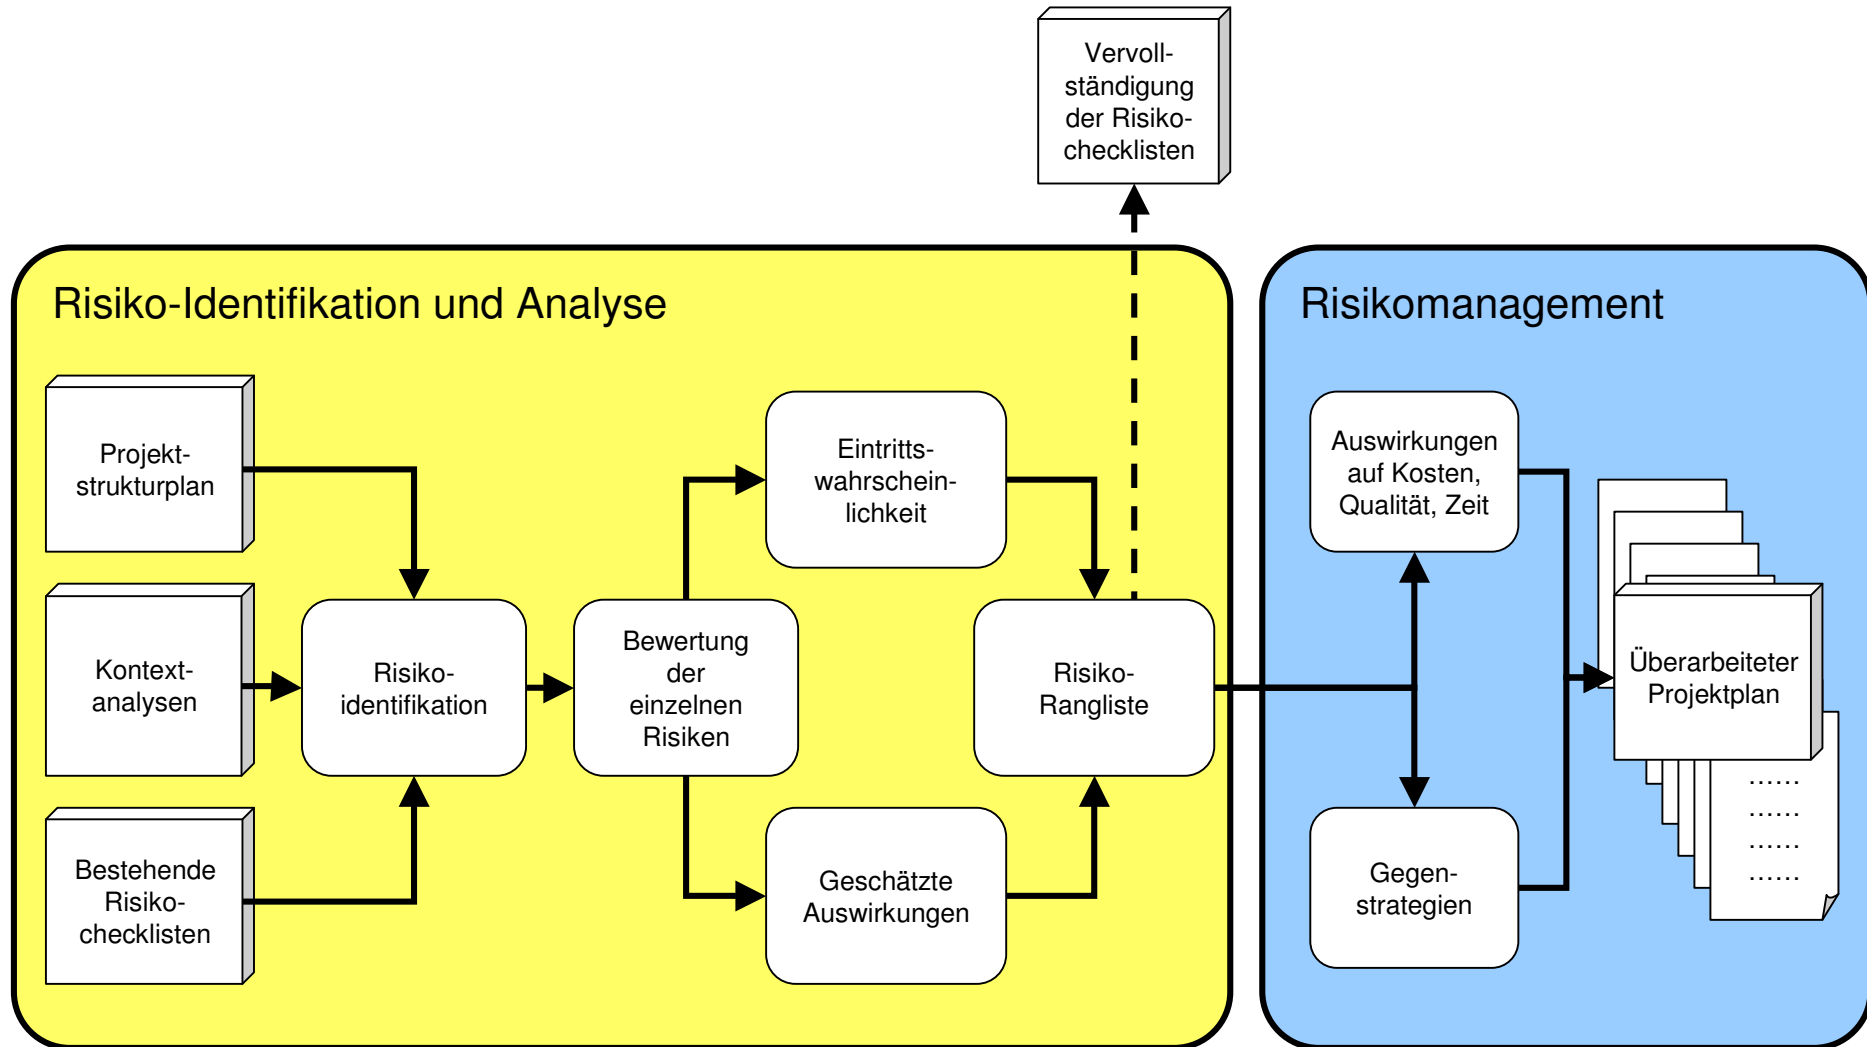 Vervoll-
ständigung
der Risiko-
checklisten
Risiko-Identifikation und Analyse
Projekt-
strukturplan
Kontext-
analysen
Bestehende
Risiko-
checklisten
Risiko-
identifikation
Bewertung
der
einzelnen
Risiken
Eintritts-
wahrschein-
lichkeit
Geschätzte
Auswirkungen
Risiko-
Rangliste
Risikomanagement
Auswirkungen
auf Kosten,
Qualität, Zeit
Gegen-
strategien
Überarbeiteter
Projektplan
......
......
......
......